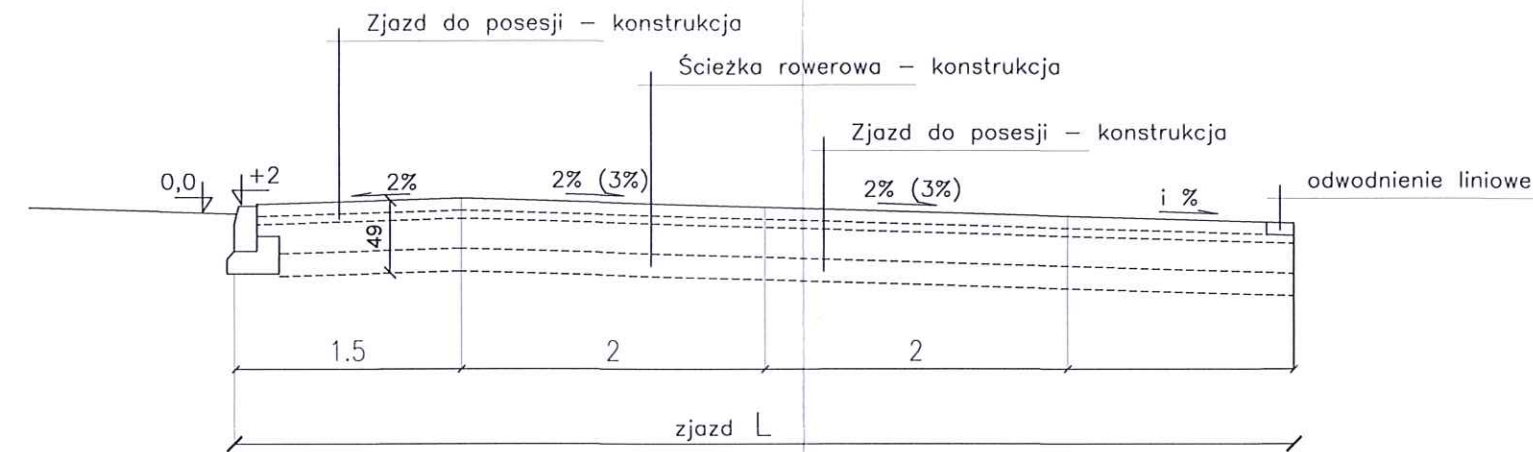 Zjazd do posesji – konstrukcja
Ścieżka rowerowa – konstrukcja
Zjazd do posesji – konstrukcja
odwodnienie liniowe
0,0
+2
2%
2% (3%)
2% (3%)
i %
49
1.5
2
2
zjazd L